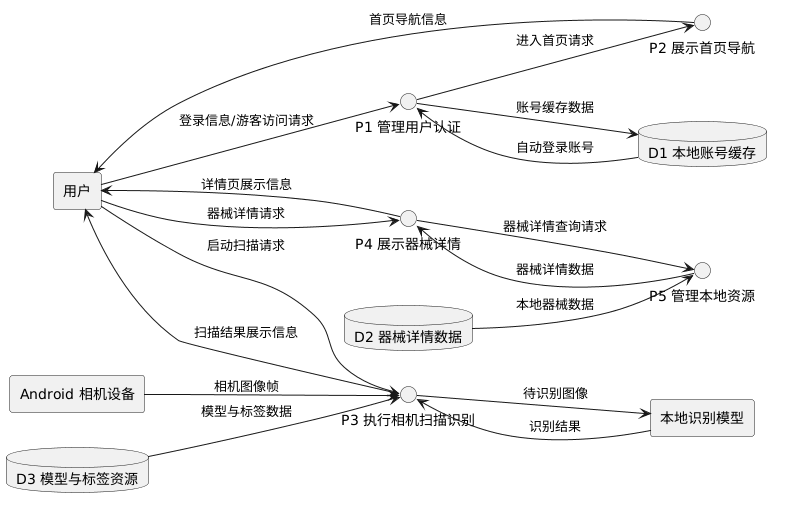 首页导航信息
P2 展示首页导航
进入首页请求
登录信息/游客访问请求
P1 管理用户认证
账号缓存数据
自动登录账号
D1 本地账号缓存
用户
详情页展示信息
器械详情请求
P4 展示器械详情
器械详情查询请求
启动扫描请求
器械详情数据
P5 管理本地资源
本地器械数据
D2 器械详情数据
扫描结果展示信息
Android 相机设备
相机图像帧
待识别图像
模型与标签数据
P3 执行相机扫描识别
本地识别模型
识别结果
D3 模型与标签资源